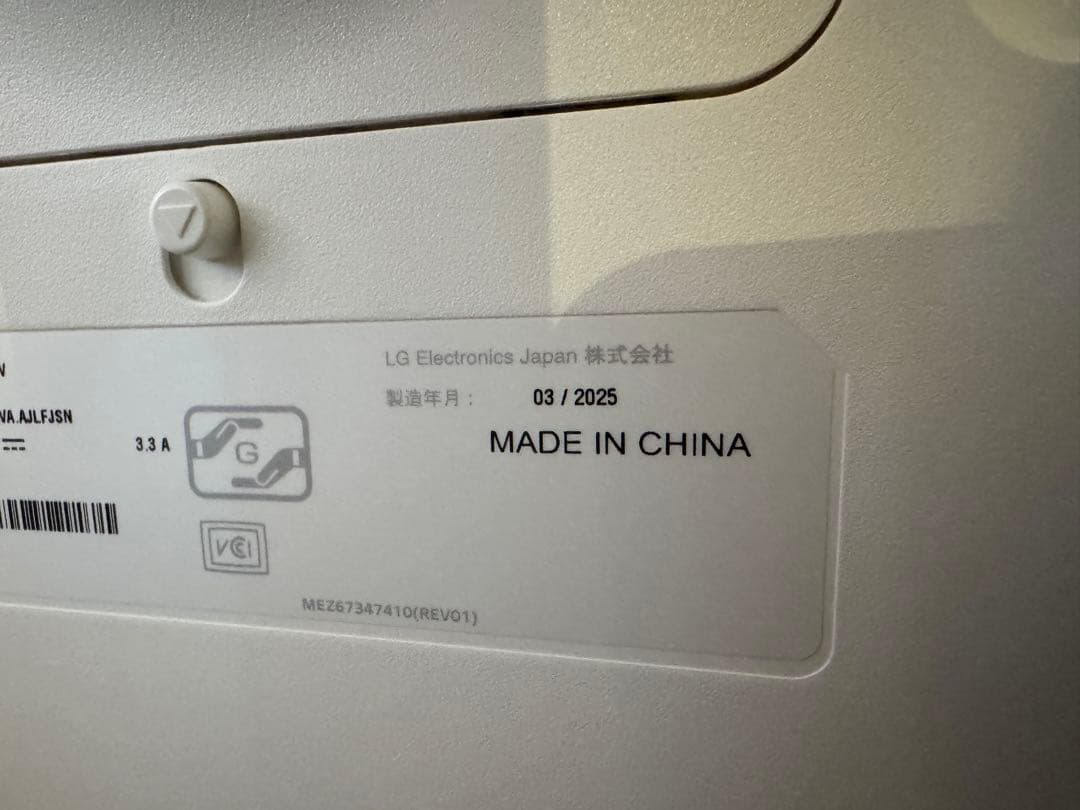 LG Electronics Japan 株式会社
製造年月： 03 / 2025
MADE IN CHINA
N
VA.AJLFJSN
3.3 A
G
VCCI
MEZ67347410(REV01)